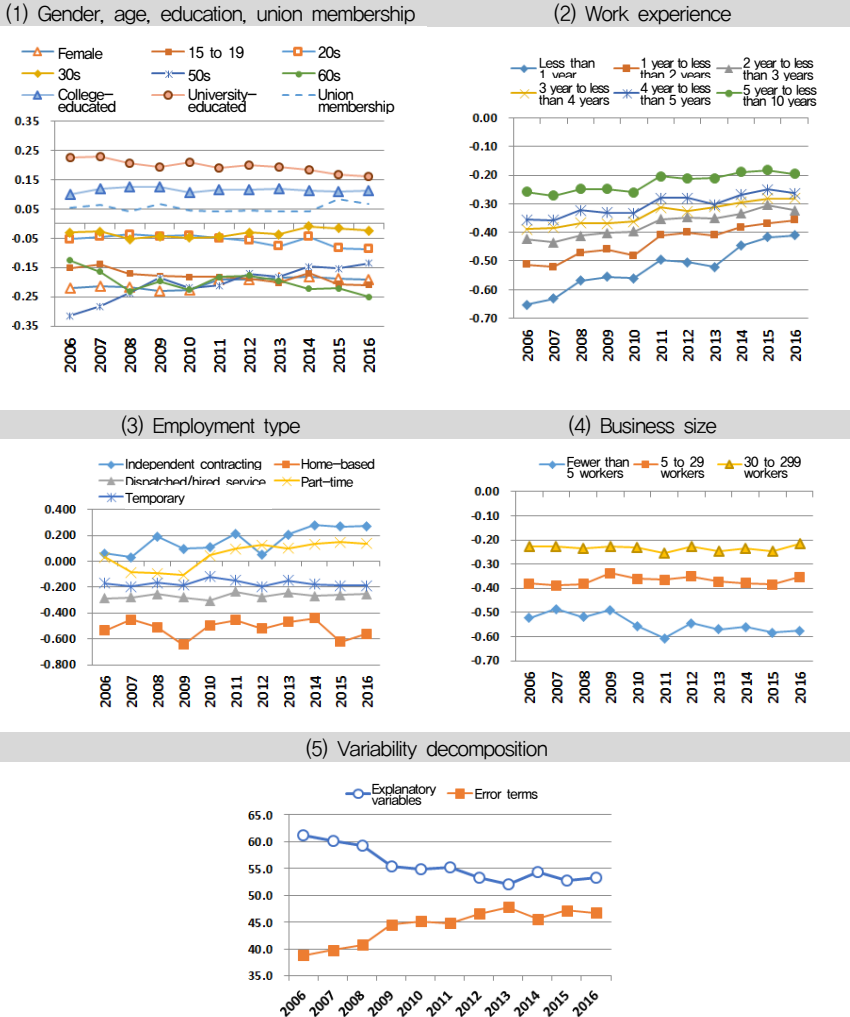 (1) Gender, age, education, union membership
Female 15 to 19 20s
30s 50s 60s
College-educated University-educated Union membership
0.35
0.25
0.15
0.05
-0.05
-0.15
-0.25
-0.35
2006 2007 2008 2009 2010 2011 2012 2013 2014 2015 2016
(2) Work experience
Less than 1 year 1 year to less than 2 years 2 year to less than 3 years
3 year to less than 4 years 4 year to less than 5 years 5 year to less than 10 years
0.00
-0.10
-0.20
-0.30
-0.40
-0.50
-0.60
-0.70
2006 2007 2008 2009 2010 2011 2012 2013 2014 2015 2016
(3) Employment type
Independent contracting Home-based
Dispatched/hired service Part-time
Temporary
0.400
0.200
0.000
-0.200
-0.400
-0.600
-0.800
2006 2007 2008 2009 2010 2011 2012 2013 2014 2015 2016
(4) Business size
Fewer than 5 workers 5 to 29 workers 30 to 299 workers
0.00
-0.10
-0.20
-0.30
-0.40
-0.50
-0.60
-0.70
2006 2007 2008 2009 2010 2011 2012 2013 2014 2015 2016
(5) Variability decomposition
Explanatory variables Error terms
65.0
60.0
55.0
50.0
45.0
40.0
35.0
2006 2007 2008 2009 2010 2011 2012 2013 2014 2015 2016